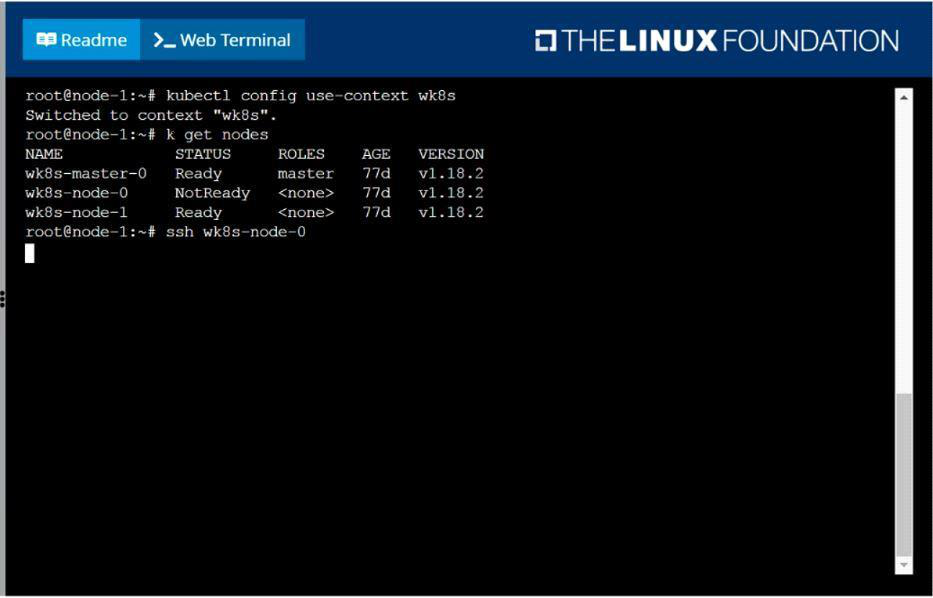 Readme
Web Terminal
THE LINUX FOUNDATION
root@node-1:~# kubectl config use-context wk8s
Switched to context "wk8s".
root@node-1:~# k get nodes
NAME STATUS ROLES AGE VERSION
wk8s-master-0 Ready master 77d v1.18.2
wk8s-node-0 NotReady <none> 77d v1.18.2
wk8s-node-1 Ready <none> 77d v1.18.2
root@node-1:~# ssh wk8s-node-0